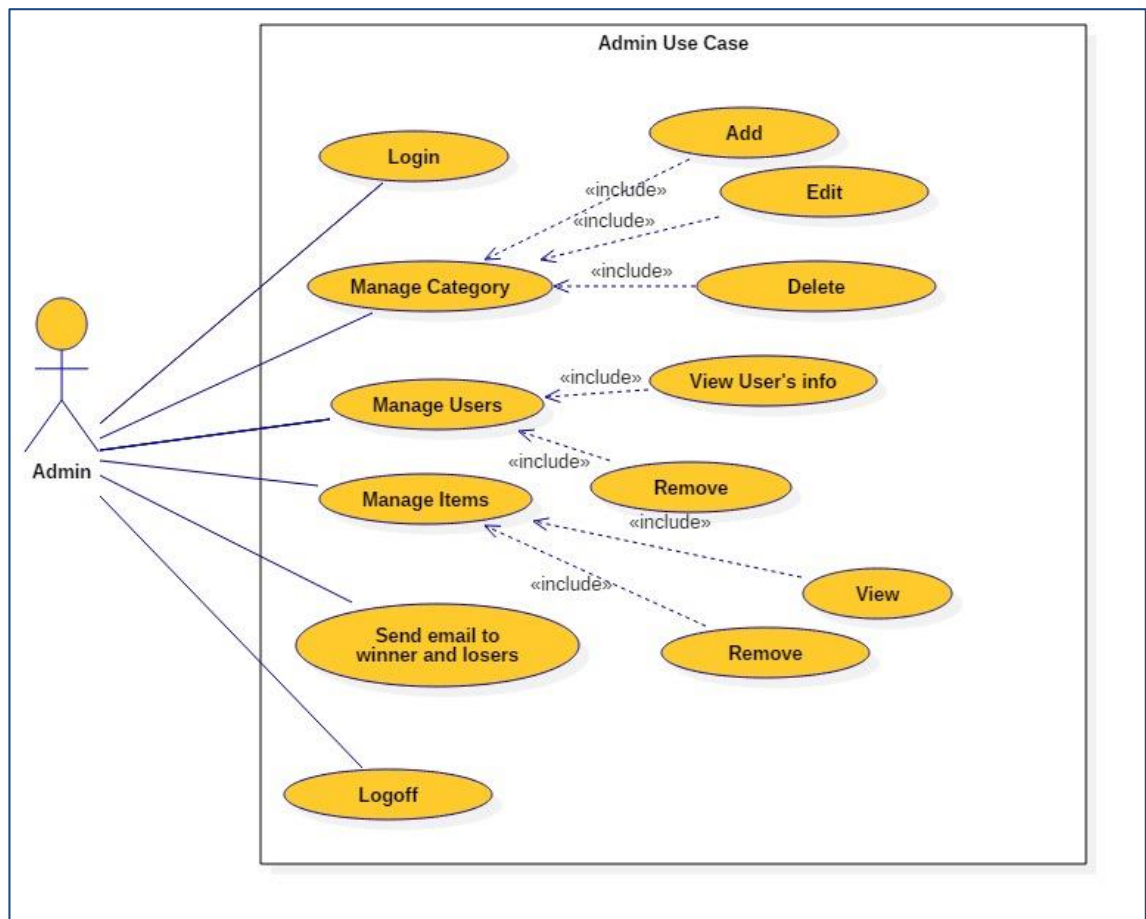 Admin Use Case
Add
Login
«include»
Edit
«include»
«include»
Manage Category
Delete
«include»
View User's info
Manage Users
Admin
«include»
Remove
Manage Items
«include»
«include»
View
Send email to
winner and losers
Remove
Logoff